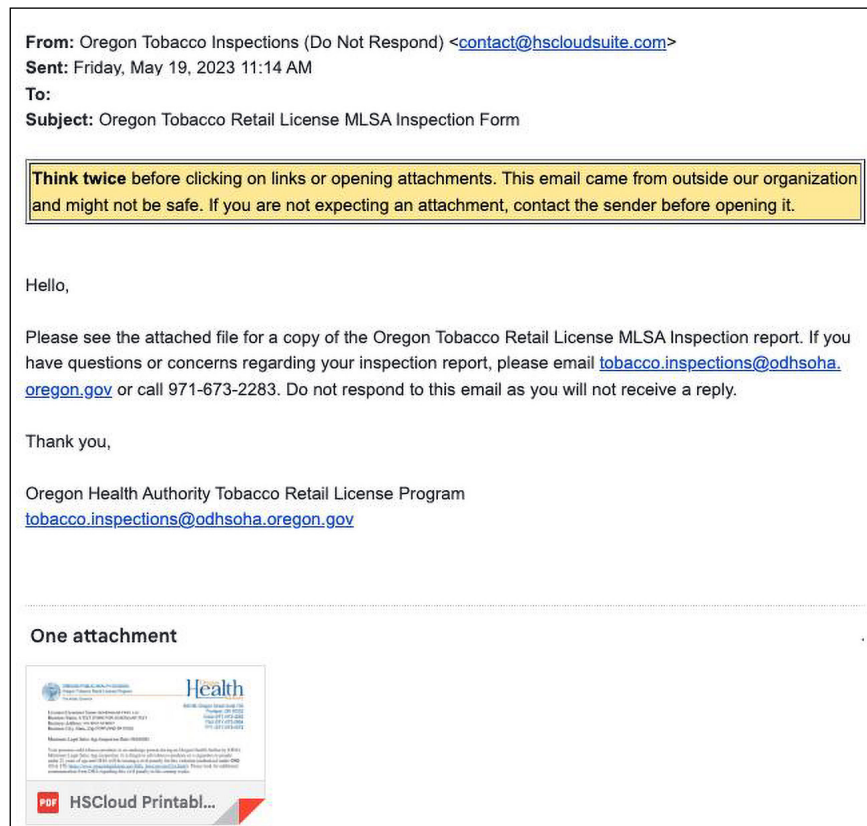 From: Oregon Tobacco Inspections (Do Not Respond) <contact@hscloudsuite.com>
Sent: Friday, May 19, 2023 11:14 AM
To:
Subject: Oregon Tobacco Retail License MLSA Inspection Form
Think twice before clicking on links or opening attachments. This email came from outside our organization
and might not be safe. If you are not expecting an attachment, contact the sender before opening it.
Hello,
Please see the attached file for a copy of the Oregon Tobacco Retail License MLSA Inspection report. If you
have questions or concerns regarding your inspection report, please email tobacco.inspections@odhsoha.
oregon.gov or call 971-673-2283. Do not respond to this email as you will not receive a reply.
Thank you,
Oregon Health Authority Tobacco Retail License Program
tobacco.inspections@odhsoha.oregon.gov
One attachment
Health
PDF HSCloud Printabl...